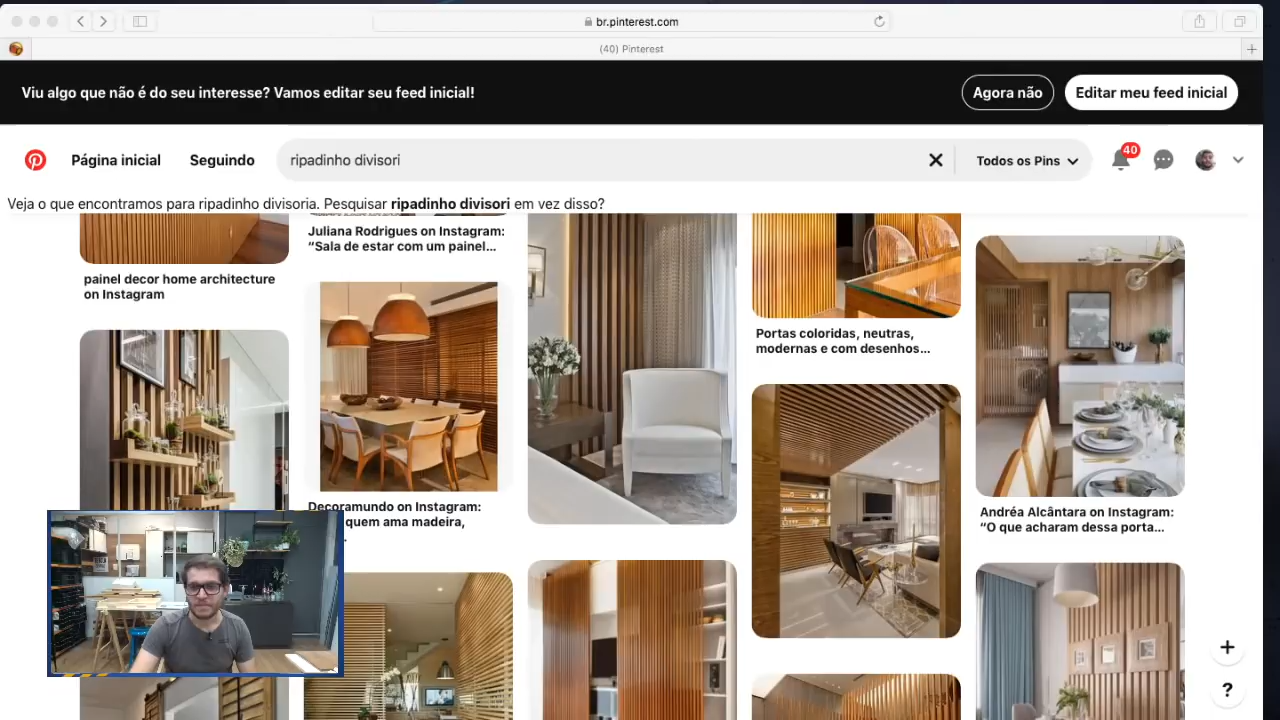 br.pinterest.com
(40) Pinterest
Viu algo que não é do seu interesse? Vamos editar seu feed inicial!
Agora não
Editar meu feed inicial
Página inicial
Seguindo
ripadinho divisori
Todos os Pins
40
Veja o que encontramos para ripadinho divisoria. Pesquisar ripadinho divisori em vez disso?
painel decor home architecture
on Instagram
Juliana Rodrigues on Instagram:
“Sala de estar com um painel...
Decoramundo on Instagram:
quem ama madeira,
Portas coloridas, neutras,
modernas e com desenhos...
Andréa Alcântara on Instagram:
“O que acharam dessa porta...
+
?